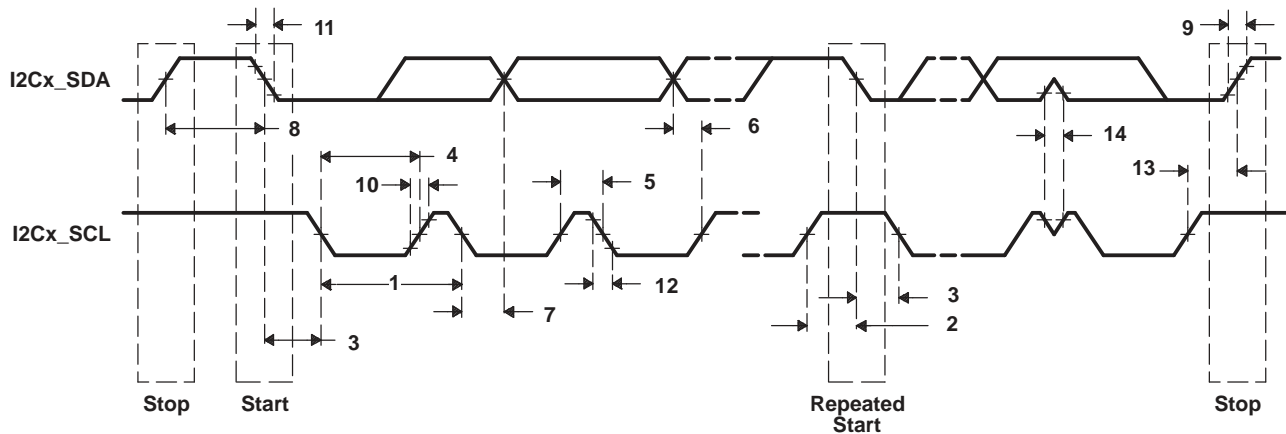 11
9
I2Cx_SDA
8
6
14
4
10
5
13
I2Cx_SCL
1
12
3
7
2
3
Stop
Start
Repeated
Start
Stop